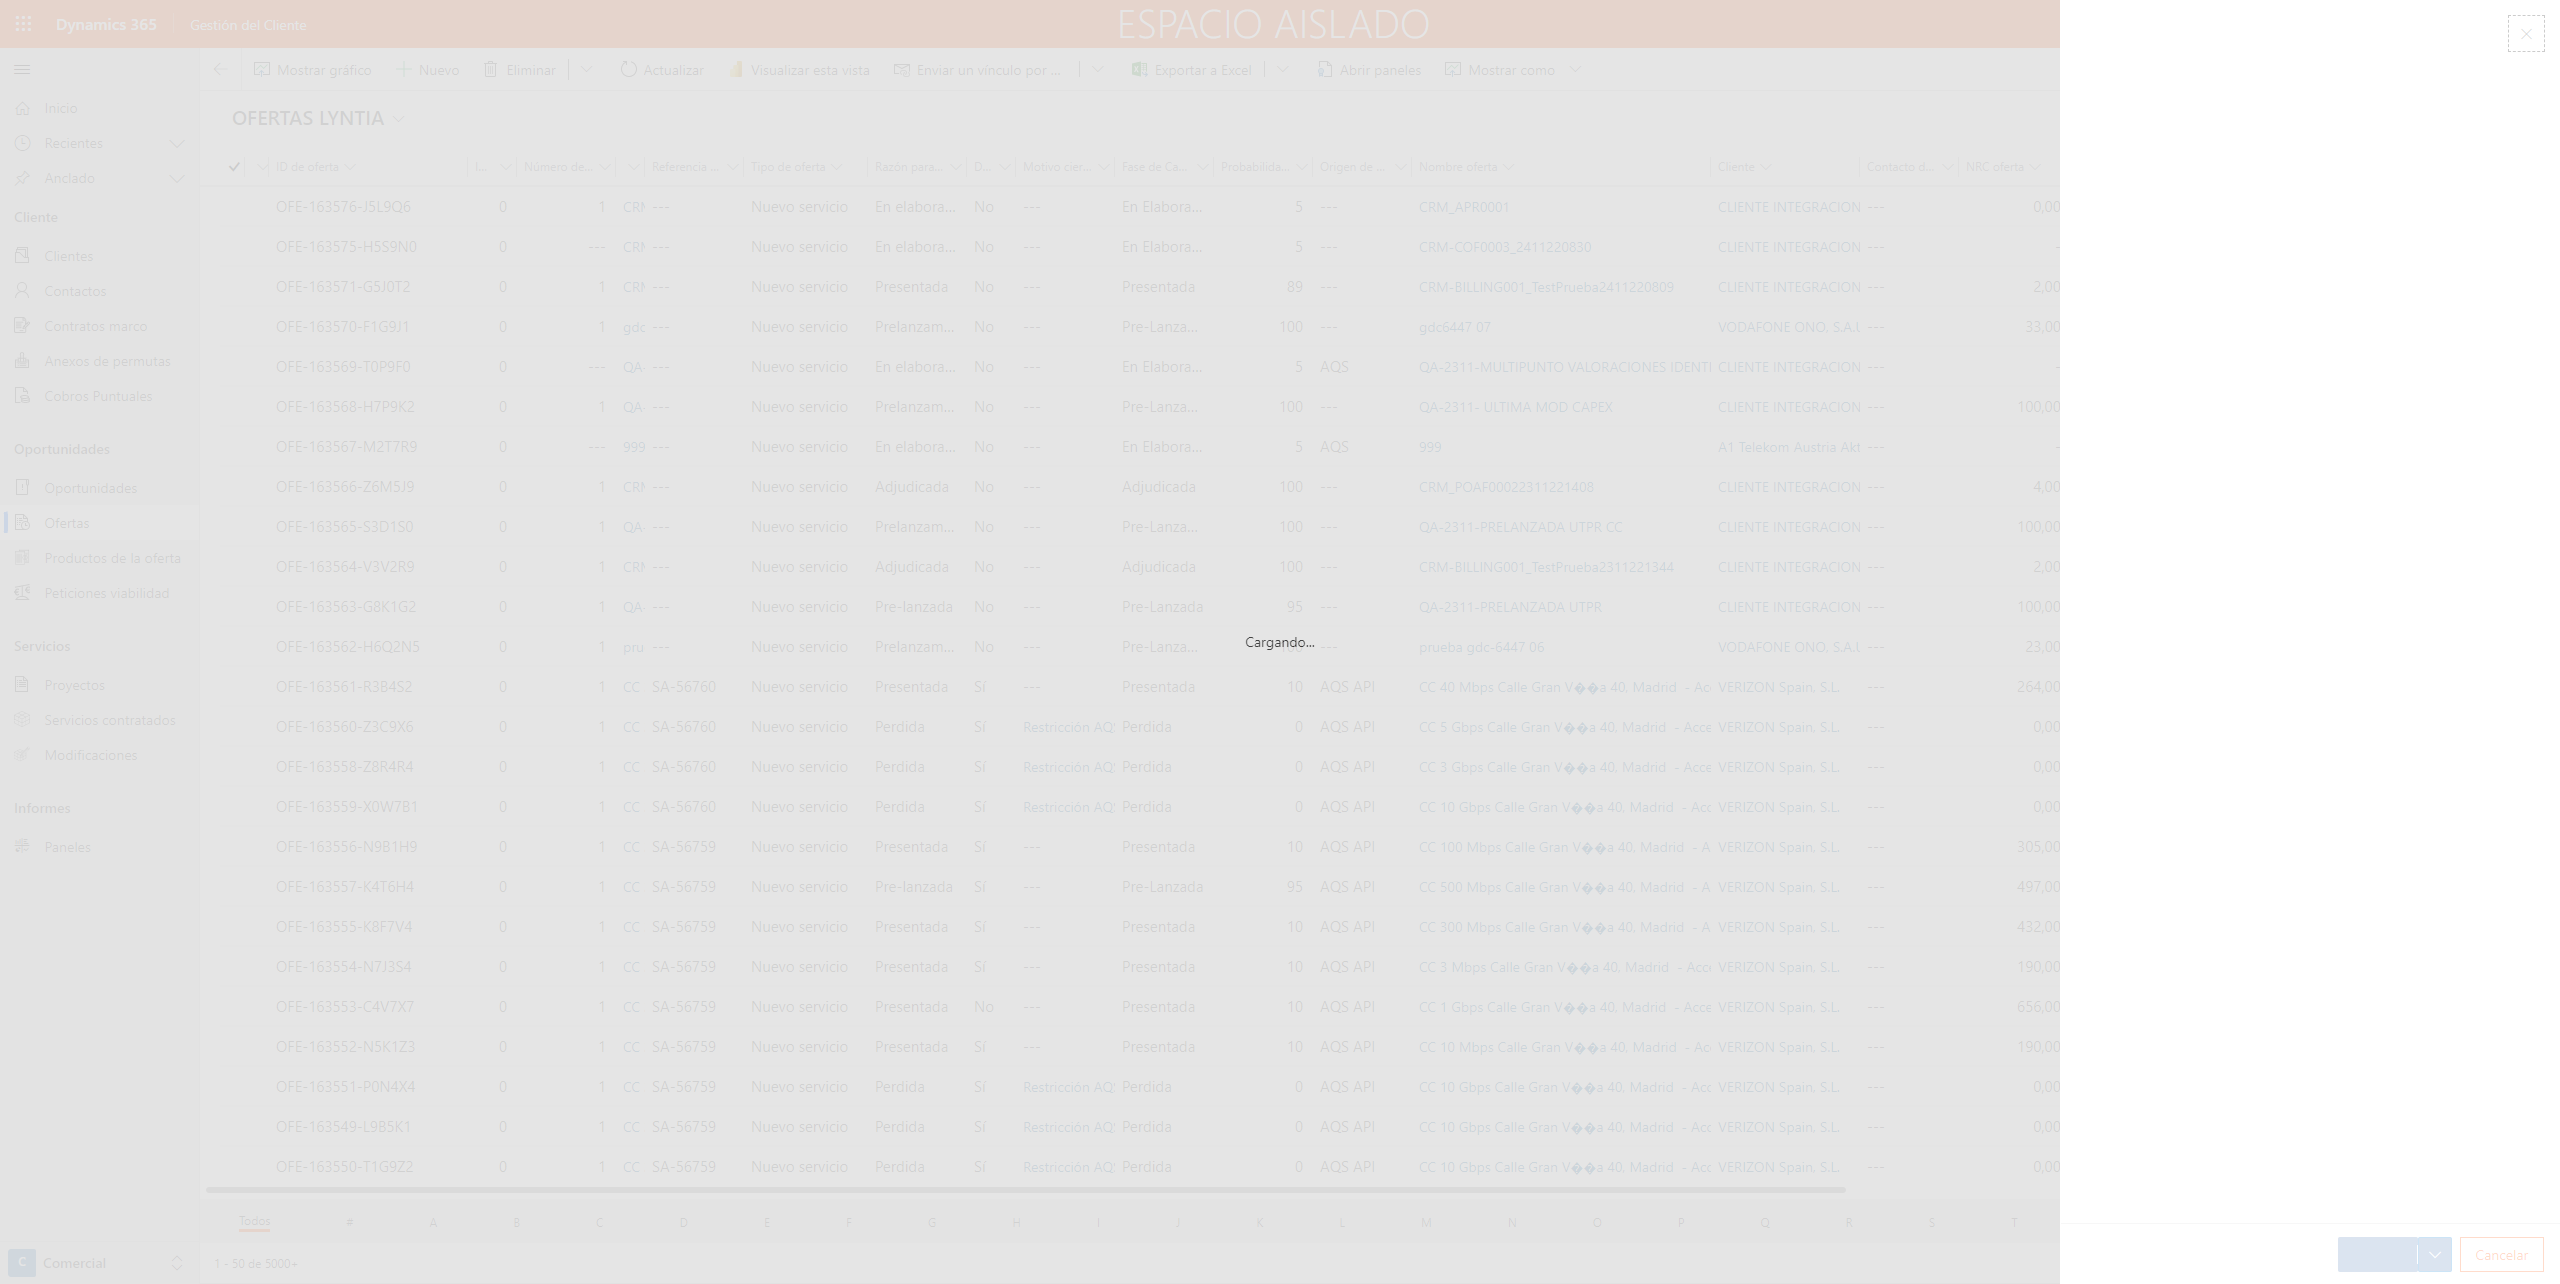 Dynamics 365 Gestión del Cliente ESPACIO AISLADO
Mostrar gráfico Nuevo Eliminar Actualizar Visualizar esta vista Enviar un vínculo por ... Exportar a Excel Abrir paneles Mostrar como
Inicio
Recientes
Anclado
Cliente
Clientes
Contactos
Contratos marco
Anexos de permutas
Cobros Puntuales
Oportunidades
Oportunidades
Ofertas
Productos de la oferta
Peticiones viabilidad
Servicios
Proyectos
Servicios contratados
Modificaciones
Informes
Paneles
C Comercial
OFERTAS LYNTIA
ID de oferta I... Número de... Referencia ... Tipo de oferta Razón para... D... Motivo cier... Fase de Ca... Probabilida... Origen de ... Nombre oferta Cliente Contacto d... NRC oferta
OFE-163576-J5L9Q6 0 1 CRM --- Nuevo servicio En elabora... No --- En Elabora... 5 --- CRM_APR0001 CLIENTE INTEGRACION --- 0,00
OFE-163575-H5S9N0 0 --- CRM --- Nuevo servicio En elabora... No --- En Elabora... 5 --- CRM-COF0003_2411220830 CLIENTE INTEGRACION --- -
OFE-163571-G5J0T2 0 1 CRM --- Nuevo servicio Presentada No --- Presentada 89 --- CRM-BILLING001_TestPrueba2411220809 CLIENTE INTEGRACION --- 2,00
OFE-163570-F1G9J1 0 1 gdc --- Nuevo servicio Prelanzam... No --- Pre-Lanza... 100 --- gdc6447 07 VODAFONE ONO, S.A.U --- 33,00
OFE-163569-T0P9F0 0 --- QA- --- Nuevo servicio En elabora... No --- En Elabora... 5 AQS QA-2311-MULTIPUNTO VALORACIONES IDENTI CLIENTE INTEGRACION --- -
OFE-163568-H7P9K2 0 1 QA- --- Nuevo servicio Prelanzam... No --- Pre-Lanza... 100 --- QA-2311- ULTIMA MOD CAPEX CLIENTE INTEGRACION --- 100,00
OFE-163567-M2T7R9 0 --- 999 --- Nuevo servicio En elabora... No --- En Elabora... 5 AQS 999 A1 Telekom Austria Akt --- -
OFE-163566-Z6M5J9 0 1 CRM --- Nuevo servicio Adjudicada No --- Adjudicada 100 --- CRM_POAF00022311221408 CLIENTE INTEGRACION --- 4,00
OFE-163565-S3D1S0 0 1 QA- --- Nuevo servicio Prelanzam... No --- Pre-Lanza... 100 --- QA-2311-PRELANZADA UTPR CC CLIENTE INTEGRACION --- 100,00
OFE-163564-V3V2R9 0 1 CRM --- Nuevo servicio Adjudicada No --- Adjudicada 100 --- CRM-BILLING001_TestPrueba2311221344 CLIENTE INTEGRACION --- 2,00
OFE-163563-G8K1G2 0 1 QA- --- Nuevo servicio Pre-lanzada No --- Pre-Lanzada 95 --- QA-2311-PRELANZADA UTPR CLIENTE INTEGRACION --- 100,00
OFE-163562-H6Q2N5 0 1 pru --- Nuevo servicio Prelanzam... No --- Pre-Lanza... --- prueba gdc-6447 06 VODAFONE ONO, S.A.U --- 23,00
Cargando...
OFE-163561-R3B4S2 0 1 CC SA-56760 Nuevo servicio Presentada Sí --- Presentada 10 AQS API CC 40 Mbps Calle Gran V��a 40, Madrid - Acc VERIZON Spain, S.L. --- 264,00
OFE-163560-Z3C9X6 0 1 CC SA-56760 Nuevo servicio Perdida Sí Restricción AQS Perdida 0 AQS API CC 5 Gbps Calle Gran V��a 40, Madrid - Acce VERIZON Spain, S.L. --- 0,00
OFE-163558-Z8R4R4 0 1 CC SA-56760 Nuevo servicio Perdida Sí Restricción AQS Perdida 0 AQS API CC 3 Gbps Calle Gran V��a 40, Madrid - Acce VERIZON Spain, S.L. --- 0,00
OFE-163559-X0W7B1 0 1 CC SA-56760 Nuevo servicio Perdida Sí Restricción AQS Perdida 0 AQS API CC 10 Gbps Calle Gran V��a 40, Madrid - Acc VERIZON Spain, S.L. --- 0,00
OFE-163556-N9B1H9 0 1 CC SA-56759 Nuevo servicio Presentada Sí --- Presentada 10 AQS API CC 100 Mbps Calle Gran V��a 40, Madrid - A VERIZON Spain, S.L. --- 305,00
OFE-163557-K4T6H4 0 1 CC SA-56759 Nuevo servicio Pre-lanzada Sí --- Pre-Lanzada 95 AQS API CC 500 Mbps Calle Gran V��a 40, Madrid - A VERIZON Spain, S.L. --- 497,00
OFE-163555-K8F7V4 0 1 CC SA-56759 Nuevo servicio Presentada Sí --- Presentada 10 AQS API CC 300 Mbps Calle Gran V��a 40, Madrid - A VERIZON Spain, S.L. --- 432,00
OFE-163554-N7J3S4 0 1 CC SA-56759 Nuevo servicio Presentada Sí --- Presentada 10 AQS API CC 3 Mbps Calle Gran V��a 40, Madrid - Acc VERIZON Spain, S.L. --- 190,00
OFE-163553-C4V7X7 0 1 CC SA-56759 Nuevo servicio Presentada No --- Presentada 10 AQS API CC 1 Gbps Calle Gran V��a 40, Madrid - Acce VERIZON Spain, S.L. --- 656,00
OFE-163552-N5K1Z3 0 1 CC SA-56759 Nuevo servicio Presentada Sí --- Presentada 10 AQS API CC 10 Mbps Calle Gran V��a 40, Madrid - Acc VERIZON Spain, S.L. --- 190,00
OFE-163551-P0N4X4 0 1 CC SA-56759 Nuevo servicio Perdida Sí Restricción AQS Perdida 0 AQS API CC 10 Gbps Calle Gran V��a 40, Madrid - Acc VERIZON Spain, S.L. --- 0,00
OFE-163549-L9B5K1 0 1 CC SA-56759 Nuevo servicio Perdida Sí Restricción AQS Perdida 0 AQS API CC 10 Gbps Calle Gran V��a 40, Madrid - Acc VERIZON Spain, S.L. --- 0,00
OFE-163550-T1G9Z2 0 1 CC SA-56759 Nuevo servicio Perdida Sí Restricción AQS Perdida 0 AQS API CC 10 Gbps Calle Gran V��a 40, Madrid - Acc VERIZON Spain, S.L. --- 0,00
Todos # A B C D E F G H I J K L M N O P Q R S T
1 - 50 de 5000+
Cancelar